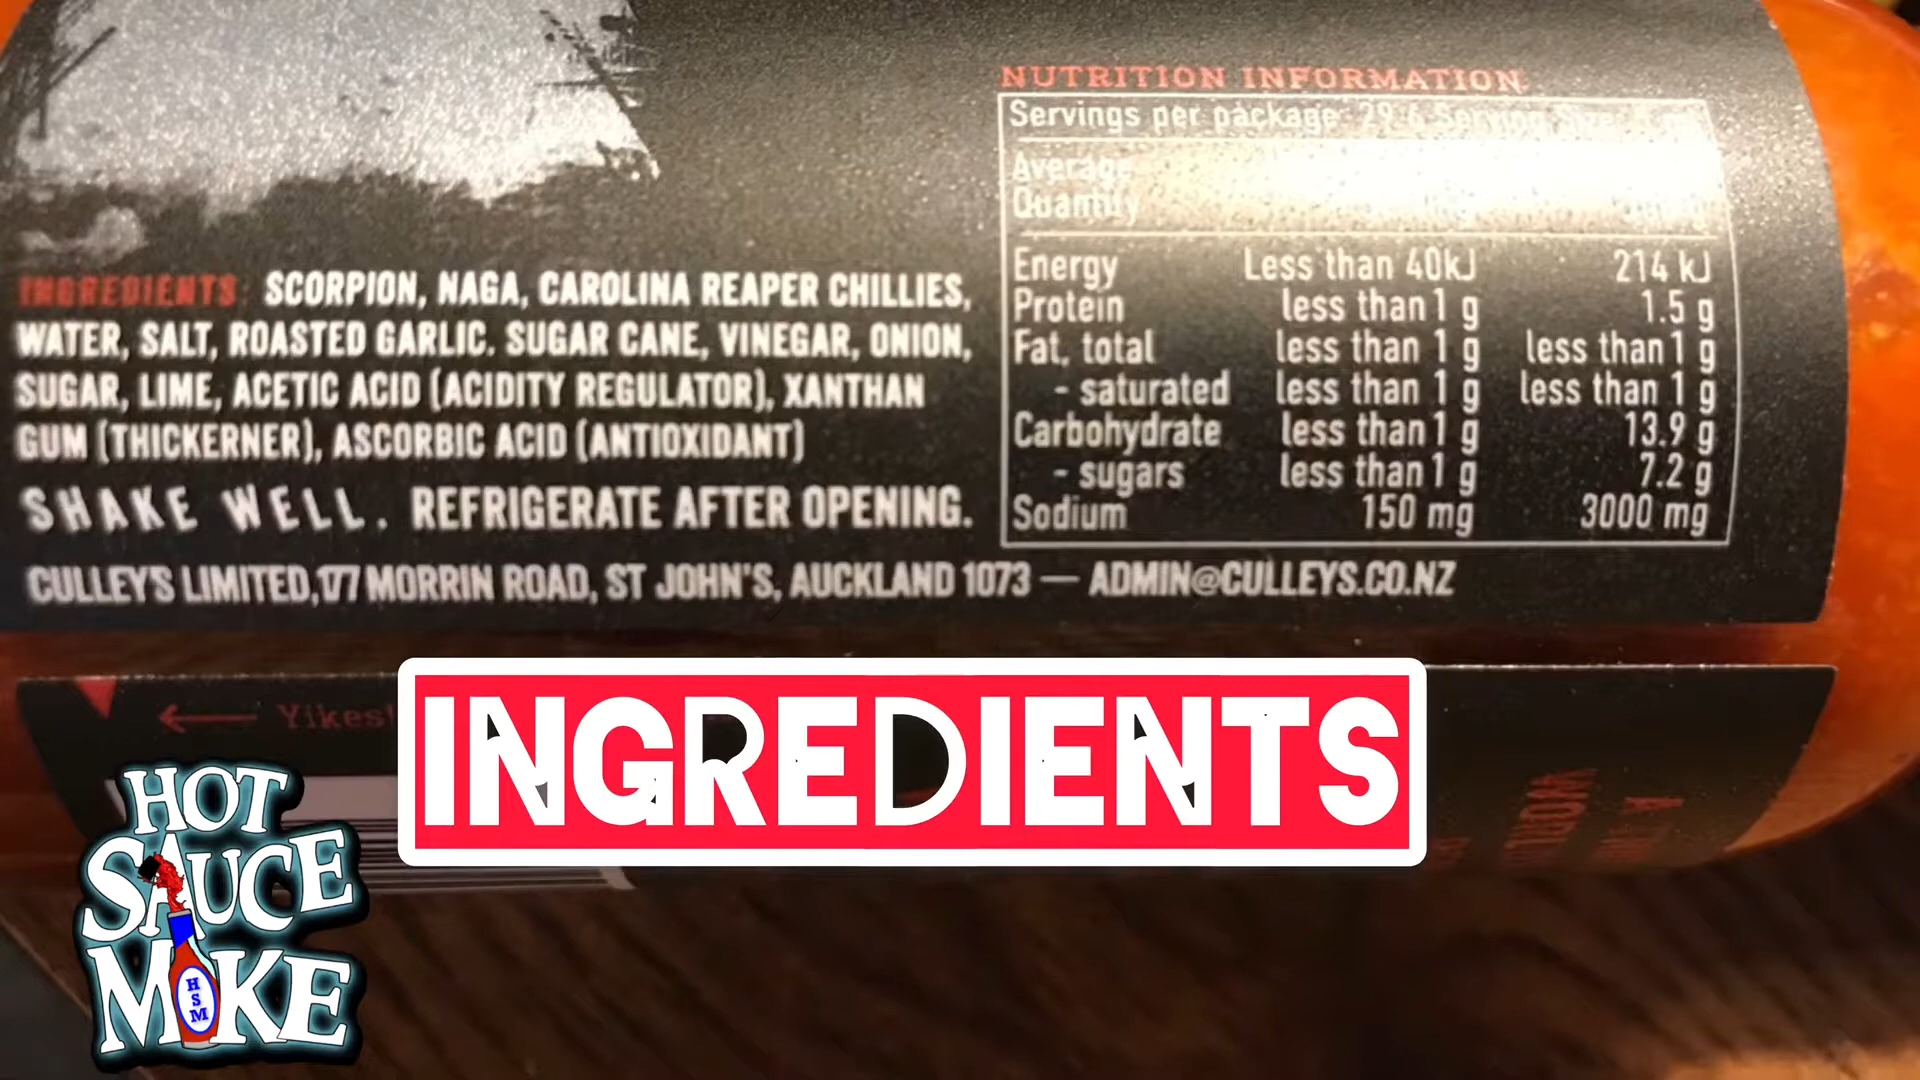 INGREDIENTS: SCORPION, NAGA, CAROLINA REAPER CHILLIES,
WATER, SALT, ROASTED GARLIC. SUGAR CANE, VINEGAR, ONION,
SUGAR, LIME, ACETIC ACID (ACIDITY REGULATOR), XANTHAN
GUM (THICKERNER), ASCORBIC ACID (ANTIOXIDANT)
SHAKE WELL. REFRIGERATE AFTER OPENING.
NUTRITION INFORMATION
Servings per package: 29.6 Serving Size
Average
Quantity
Energy Less than 40kJ 214 kJ
Protein less than 1 g 1.5 g
Fat, total less than 1 g less than 1 g
- saturated less than 1 g less than 1 g
Carbohydrate less than 1 g 13.9 g
- sugars less than 1 g 7.2 g
Sodium 150 mg 3000 mg
CULLEY'S LIMITED, 177 MORRIN ROAD, ST JOHN'S, AUCKLAND 1073 — ADMIN@CULLEYS.CO.NZ
← Yikes!
INGREDIENTS
HOT
SAUCE
MIKE
HSM